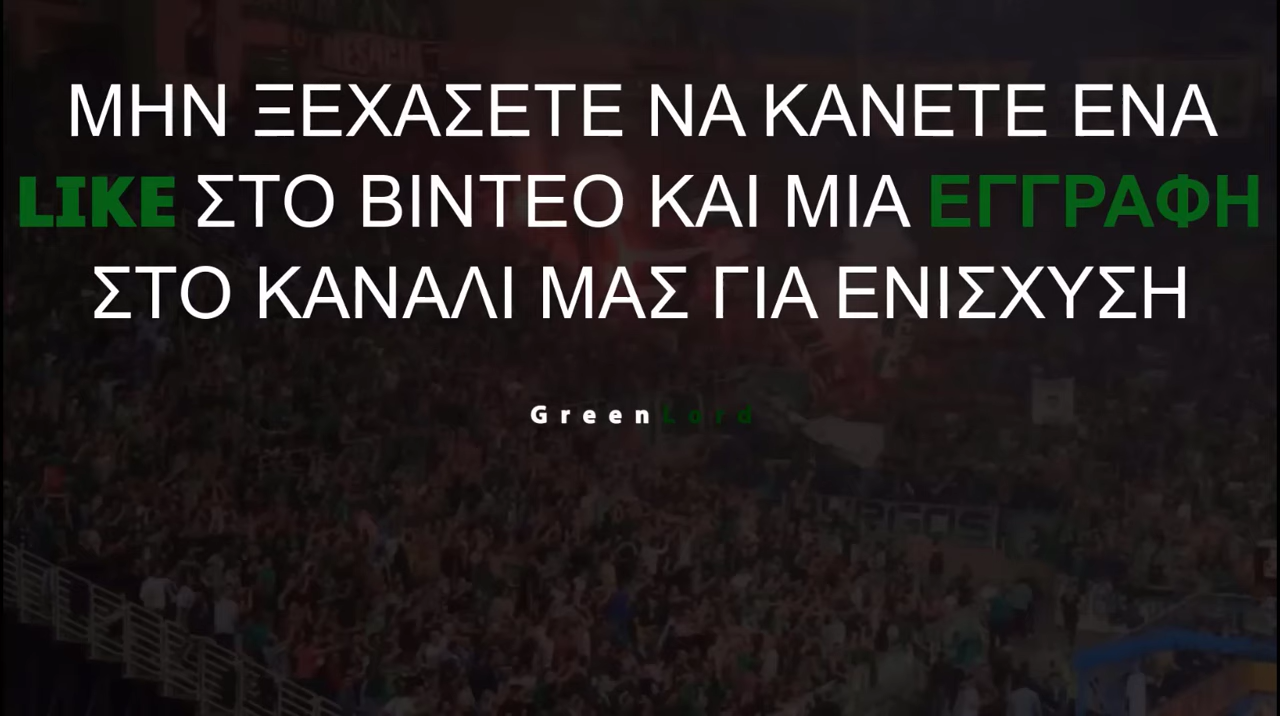 ΜΗΝ ΞΕΧΑΣΕΤΕ ΝΑ ΚΑΝΕΤΕ ΕΝΑ
LIKE ΣΤΟ ΒΙΝΤΕΟ ΚΑΙ ΜΙΑ ΕΓΓΡΑΦΗ
ΣΤΟ ΚΑΝΑΛΙ ΜΑΣ ΓΙΑ ΕΝΙΣΧΥΣΗ
GreenLord